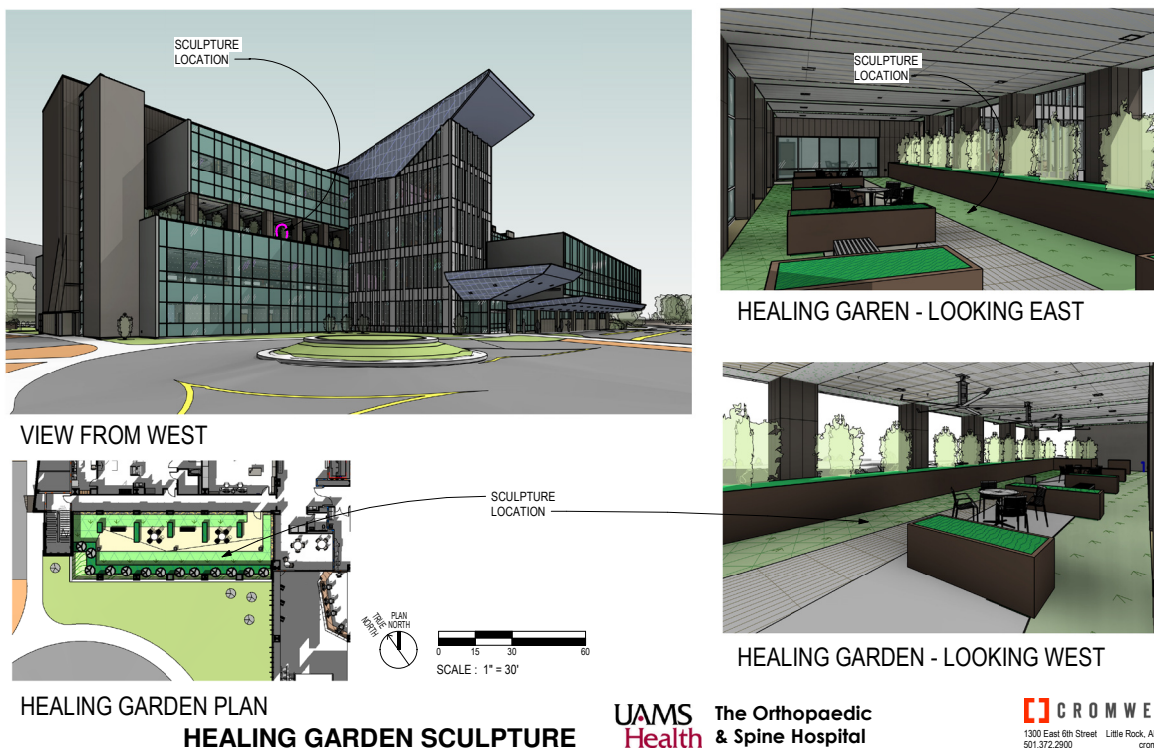 SCULPTURE
LOCATION
G
VIEW FROM WEST
SCULPTURE
LOCATION
HEALING GAREN - LOOKING EAST
HEALING GARDEN - LOOKING WEST
SCULPTURE
LOCATION
TRUE
NORTH
PLAN
NORTH
0 15 30 60
SCALE : 1" = 30'
HEALING GARDEN PLAN
HEALING GARDEN SCULPTURE
UAMS
Health
The Orthopaedic
& Spine Hospital
CROMWE
1300 East 6th Street Little Rock, A
501.372.2900 cron